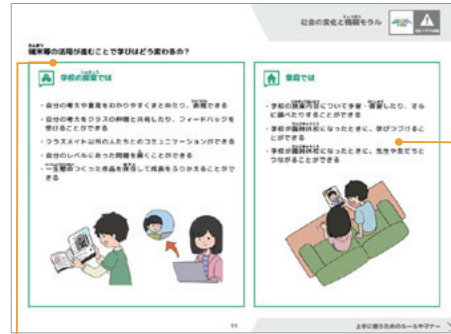 社会の変化と情報モラル
端末等の活用が進むことで学びはどう変わるの？
学校の授業では
・自分の考えや意見をわかりやすくまとめたり、表現できる
・自分の考えをクラスの仲間と共有したり、フィードバックを
受けることができる
・クラスメイト以外の人たちとのコミュニケーションができる
・自分のレベルにあった問題を解くことができる
・一生懸命つくった作品を保存して成長をふりかえることがで
きる
家庭では
・学校の授業内容について予習・復習したり、さら
に調べたりすることができる
・学校が臨時休校になったときに、学びつづけるこ
とができる
・学校が臨時休校になったときに、先生や友だちと
つながることができる
11
上手に使うためのルールやマナー